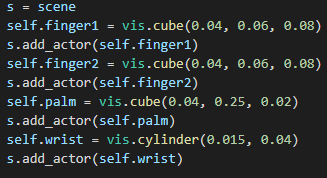 s = scene
self.finger1 = vis.cube(0.04, 0.06, 0.08)
s.add_actor(self.finger1)
self.finger2 = vis.cube(0.04, 0.06, 0.08)
s.add_actor(self.finger2)
self.palm = vis.cube(0.04, 0.25, 0.02)
s.add_actor(self.palm)
self.wrist = vis.cylinder(0.015, 0.04)
s.add_actor(self.wrist)